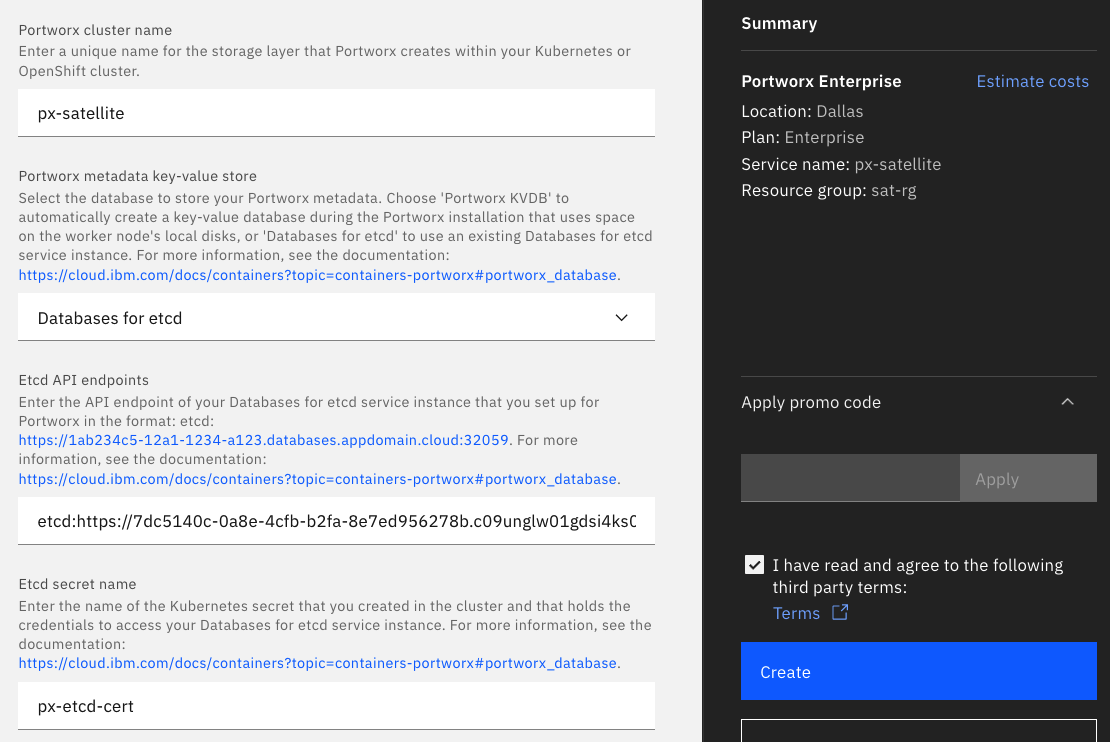 Portworx cluster name
Enter a unique name for the storage layer that Portworx creates within your Kubernetes or
OpenShift cluster.
px-satellite
Portworx metadata key-value store
Select the database to store your Portworx metadata. Choose 'Portworx KVDB' to
automatically create a key-value database during the Portworx installation that uses space
on the worker node's local disks, or 'Databases for etcd' to use an existing Databases for etcd
service instance. For more information, see the documentation:
https://cloud.ibm.com/docs/containers?topic=containers-portworx#portworx_database.
Databases for etcd
Etcd API endpoints
Enter the API endpoint of your Databases for etcd service instance that you set up for
Portworx in the format: etcd:
https://1ab234c5-12a1-1234-a123.databases.appdomain.cloud:32059. For more
information, see the documentation:
https://cloud.ibm.com/docs/containers?topic=containers-portworx#portworx_database.
etcd:https://7dc5140c-0a8e-4cfb-b2fa-8e7ed956278b.c09unglw01gdsi4ks0
Etcd secret name
Enter the name of the Kubernetes secret that you created in the cluster and that holds the
credentials to access your Databases for etcd service instance. For more information, see the
documentation:
https://cloud.ibm.com/docs/containers?topic=containers-portworx#portworx_database.
px-etcd-cert
Summary
Portworx Enterprise
Estimate costs
Location: Dallas
Plan: Enterprise
Service name: px-satellite
Resource group: sat-rg
Apply promo code
Apply
I have read and agree to the following
third party terms:
Terms
Create